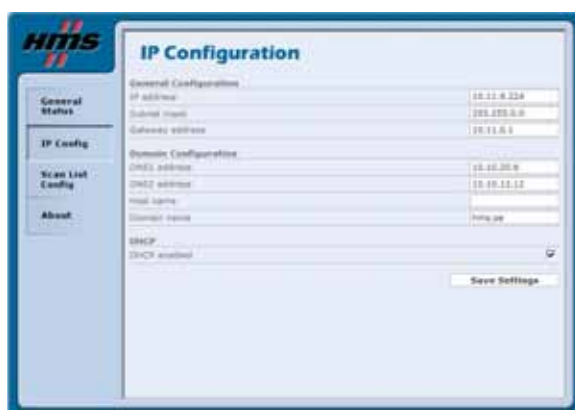 HMS
IP Configuration
General Configuration
IP address
10.11.9.224
Subnet mask
255.255.0.0
Gateway address
10.11.0.1
Domain Configuration
DNS1 address
10.10.20.6
DNS2 address
10.10.12.12
Host name
Domain name
hms.se
DHCP
DHCP enabled
Save Settings
General
Status
IP Config
Scan List
Config
About